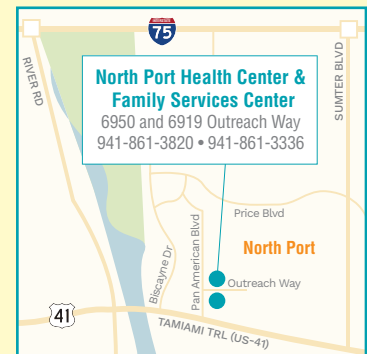 INTERSTATE
75
RIVER RD
SUMTER BLVD
North Port Health Center &
Family Services Center
6950 and 6919 Outreach Way
941-861-3820 • 941-861-3336
Price Blvd
Biscayne Dr
Pan American Blvd
North Port
Outreach Way
41
TAMIAMI TRL (US-41)